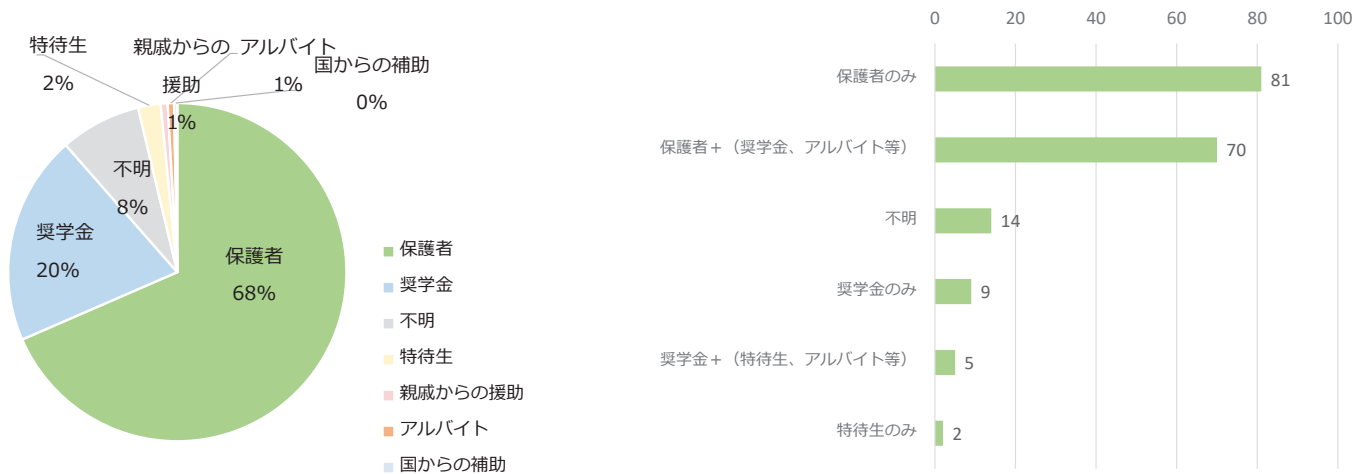 特待生
2%
親戚からの
援助
1%
アルバイト
1%
国からの補助
0%
不明
8%
奨学金
20%
保護者
68%
保護者
奨学金
不明
特待生
親戚からの援助
アルバイト
国からの補助
0 20 40 60 80 100
保護者のみ 81
保護者+(奨学金、アルバイト等) 70
不明 14
奨学金のみ 9
奨学金+(特待生、アルバイト等) 5
特待生のみ 2